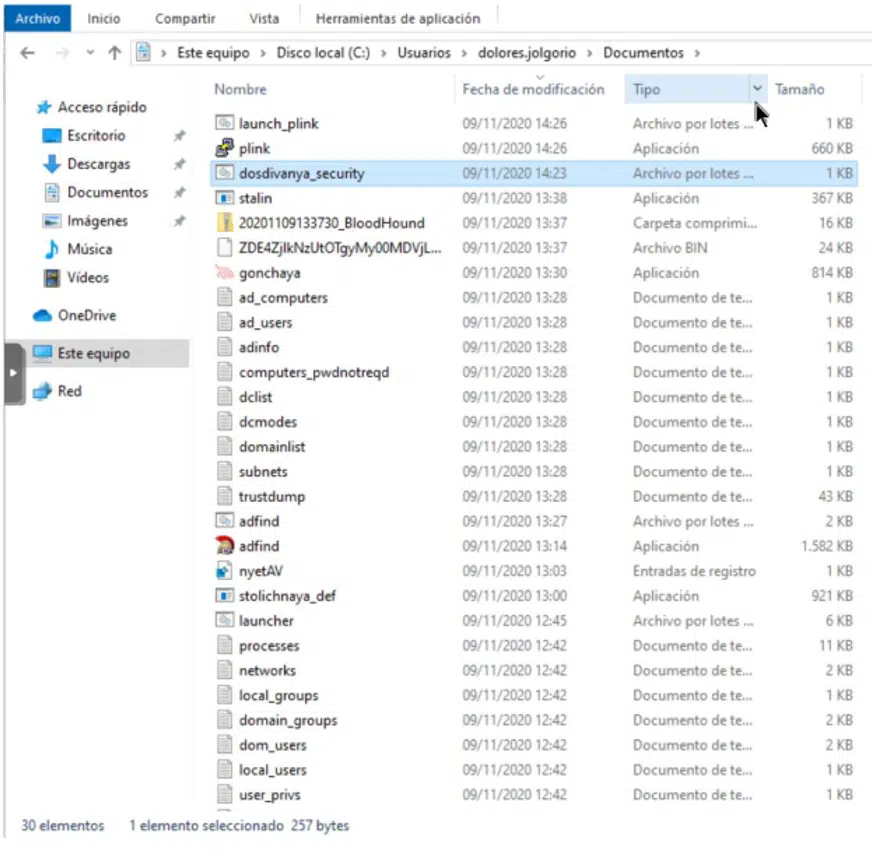 Archivo Inicio Compartir Vista Herramientas de aplicación
Este equipo > Disco local (C:) > Usuarios > dolores.jolgorio > Documentos >
Nombre Fecha de modificación Tipo Tamaño
Acceso rápido
Escritorio
Descargas
Documentos
Imágenes
Música
Vídeos
OneDrive
Este equipo
Red
launch_plink 09/11/2020 14:26 Archivo por lotes ... 1 KB
plink 09/11/2020 14:26 Aplicación 660 KB
dosdivanya_security 09/11/2020 14:23 Archivo por lotes ... 1 KB
stalin 09/11/2020 13:38 Aplicación 367 KB
20201109133730_BloodHound 09/11/2020 13:37 Carpeta comprimi... 16 KB
09/11/2020 13:37 Archivo BIN 24 KB
gonchaya 09/11/2020 13:30 Aplicación 814 KB
ad_computers 09/11/2020 13:28 Documento de te... 1 KB
ad_users 09/11/2020 13:28 Documento de te... 1 KB
adinfo 09/11/2020 13:28 Documento de te... 1 KB
computers_pwdnotreqd 09/11/2020 13:28 Documento de te... 1 KB
dclist 09/11/2020 13:28 Documento de te... 1 KB
dcmodes 09/11/2020 13:28 Documento de te... 1 KB
domainlist 09/11/2020 13:28 Documento de te... 1 KB
subnets 09/11/2020 13:28 Documento de te... 1 KB
trustdump 09/11/2020 13:28 Documento de te... 43 KB
adfind 09/11/2020 13:27 Archivo por lotes ... 2 KB
adfind 09/11/2020 13:14 Aplicación 1.582 KB
nyetAV 09/11/2020 13:03 Entradas de registro 1 KB
stolichnaya_def 09/11/2020 13:00 Aplicación 921 KB
launcher 09/11/2020 12:45 Archivo por lotes ... 6 KB
processes 09/11/2020 12:42 Documento de te... 11 KB
networks 09/11/2020 12:42 Documento de te... 2 KB
local_groups 09/11/2020 12:42 Documento de te... 1 KB
domain_groups 09/11/2020 12:42 Documento de te... 2 KB
dom_users 09/11/2020 12:42 Documento de te... 2 KB
local_users 09/11/2020 12:42 Documento de te... 1 KB
user_privs 09/11/2020 12:42 Documento de te... 1 KB
30 elementos 1 elemento seleccionado 257 bytes